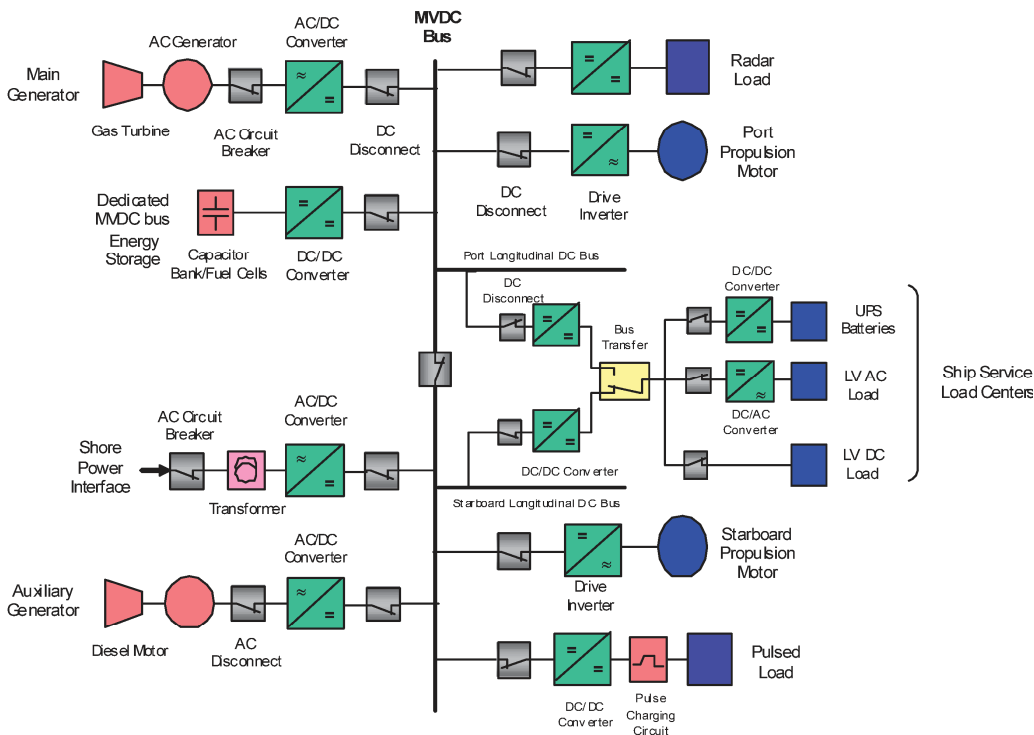 MVDC
Bus
AC/DC
Converter
AC Generator
Main
Generator
Gas Turbine
AC Circuit
Breaker
DC
Disconnect
Radar
Load
Port
Propulsion
Motor
DC
Disconnect
Drive
Inverter
Dedicated
MVDC bus
Energy
Storage
Capacitor
Bank/Fuel Cells
DC/DC
Converter
Port Longitudinal DC Bus
DC
Disconnect
Bus
Transfer
DC/DC
Converter
UPS
Batteries
LV AC
Load
DC/AC
Converter
LV DC
Load
Ship Service
Load Centers
DC/DC Converter
Starboard Longitudinal DC Bus
AC Circuit
Breaker
AC/DC
Converter
Shore
Power
Interface
Transformer
AC/DC
Converter
Auxiliary
Generator
Diesel Motor
AC
Disconnect
Starboard
Propulsion
Motor
Drive
Inverter
Pulsed
Load
DC/DC
Converter
Pulse
Charging
Circuit